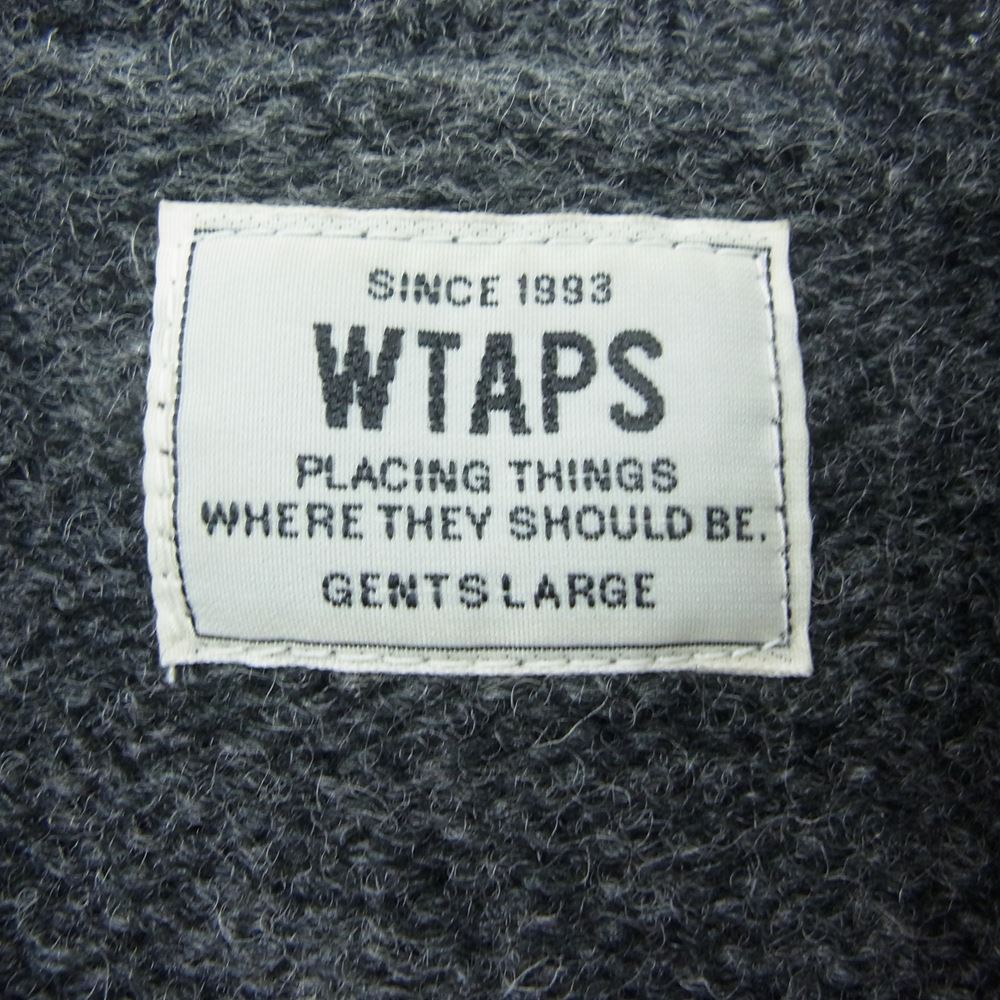 SINCE 1993
WTAPS
PLACING THINGS
WHERE THEY SHOULD BE.
GENTS LARGE